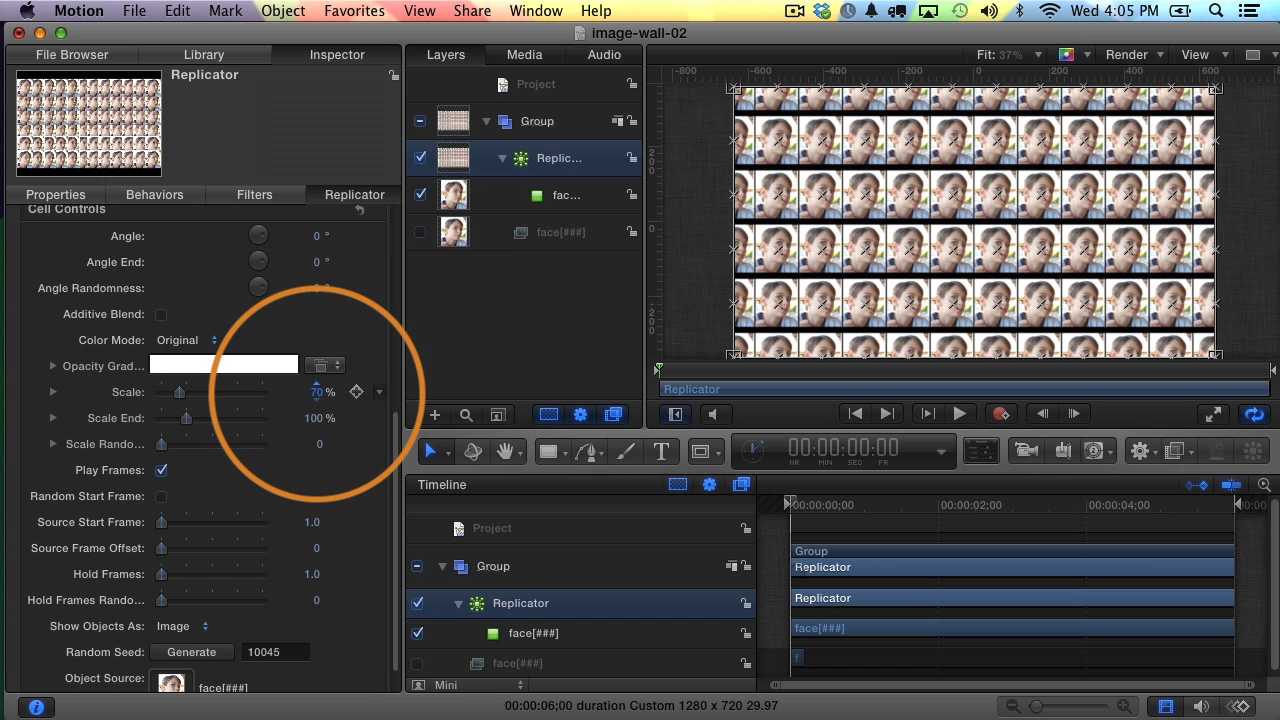 Motion File Edit Mark Object Favorites View Share Window Help Wed 4:05 PM
image-wall-02
File Browser Library Inspector Layers Media Audio Fit: 37% Render View
Replicator
-800 -600 -400 -200 0 200 400 600
Project
Group
Replic...
fac...
face[###]
200
0
-200
Properties Behaviors Filters Replicator
Cell Controls
Angle: 0 °
Angle End: 0 °
Angle Randomness: 0 °
Additive Blend:
Color Mode: Original
Opacity Grad...
Scale: 70 %
Scale End: 100 %
Scale Rando... 0
Play Frames:
Random Start Frame:
Source Start Frame: 1.0
Source Frame Offset: 0
Hold Frames: 1.0
Hold Frames Rando... 0
Show Objects As: Image
Random Seed: Generate 10045
Object Source: face[###]
Replicator
T 00:00:00:00
HR MIN SEC FR
Timeline
00:00:00;00 00:00:02;00 00:00:04;00
Project
Group Group
Replicator
Replicator Replicator
face[###] face[###]
face[###] f
Mini
00:00:06;00 duration Custom 1280 x 720 29.97